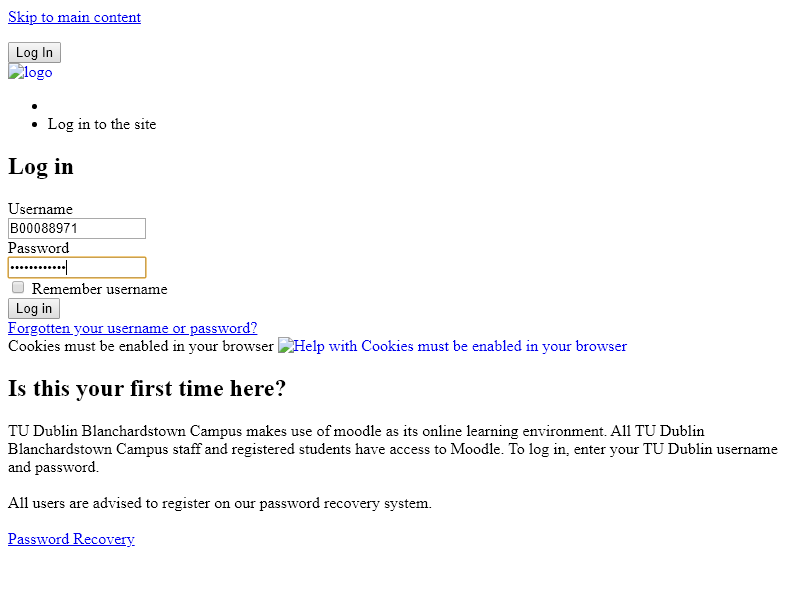 Skip to main content
Log In
logo
Log in to the site
Log in
Username
B00088971
Password
••••••••••••
Remember username
Log in
Forgotten your username or password?
Cookies must be enabled in your browser Help with Cookies must be enabled in your browser
Is this your first time here?
TU Dublin Blanchardstown Campus makes use of moodle as its online learning environment. All TU Dublin
Blanchardstown Campus staff and registered students have access to Moodle. To log in, enter your TU Dublin username
and password.
All users are advised to register on our password recovery system.
Password Recovery